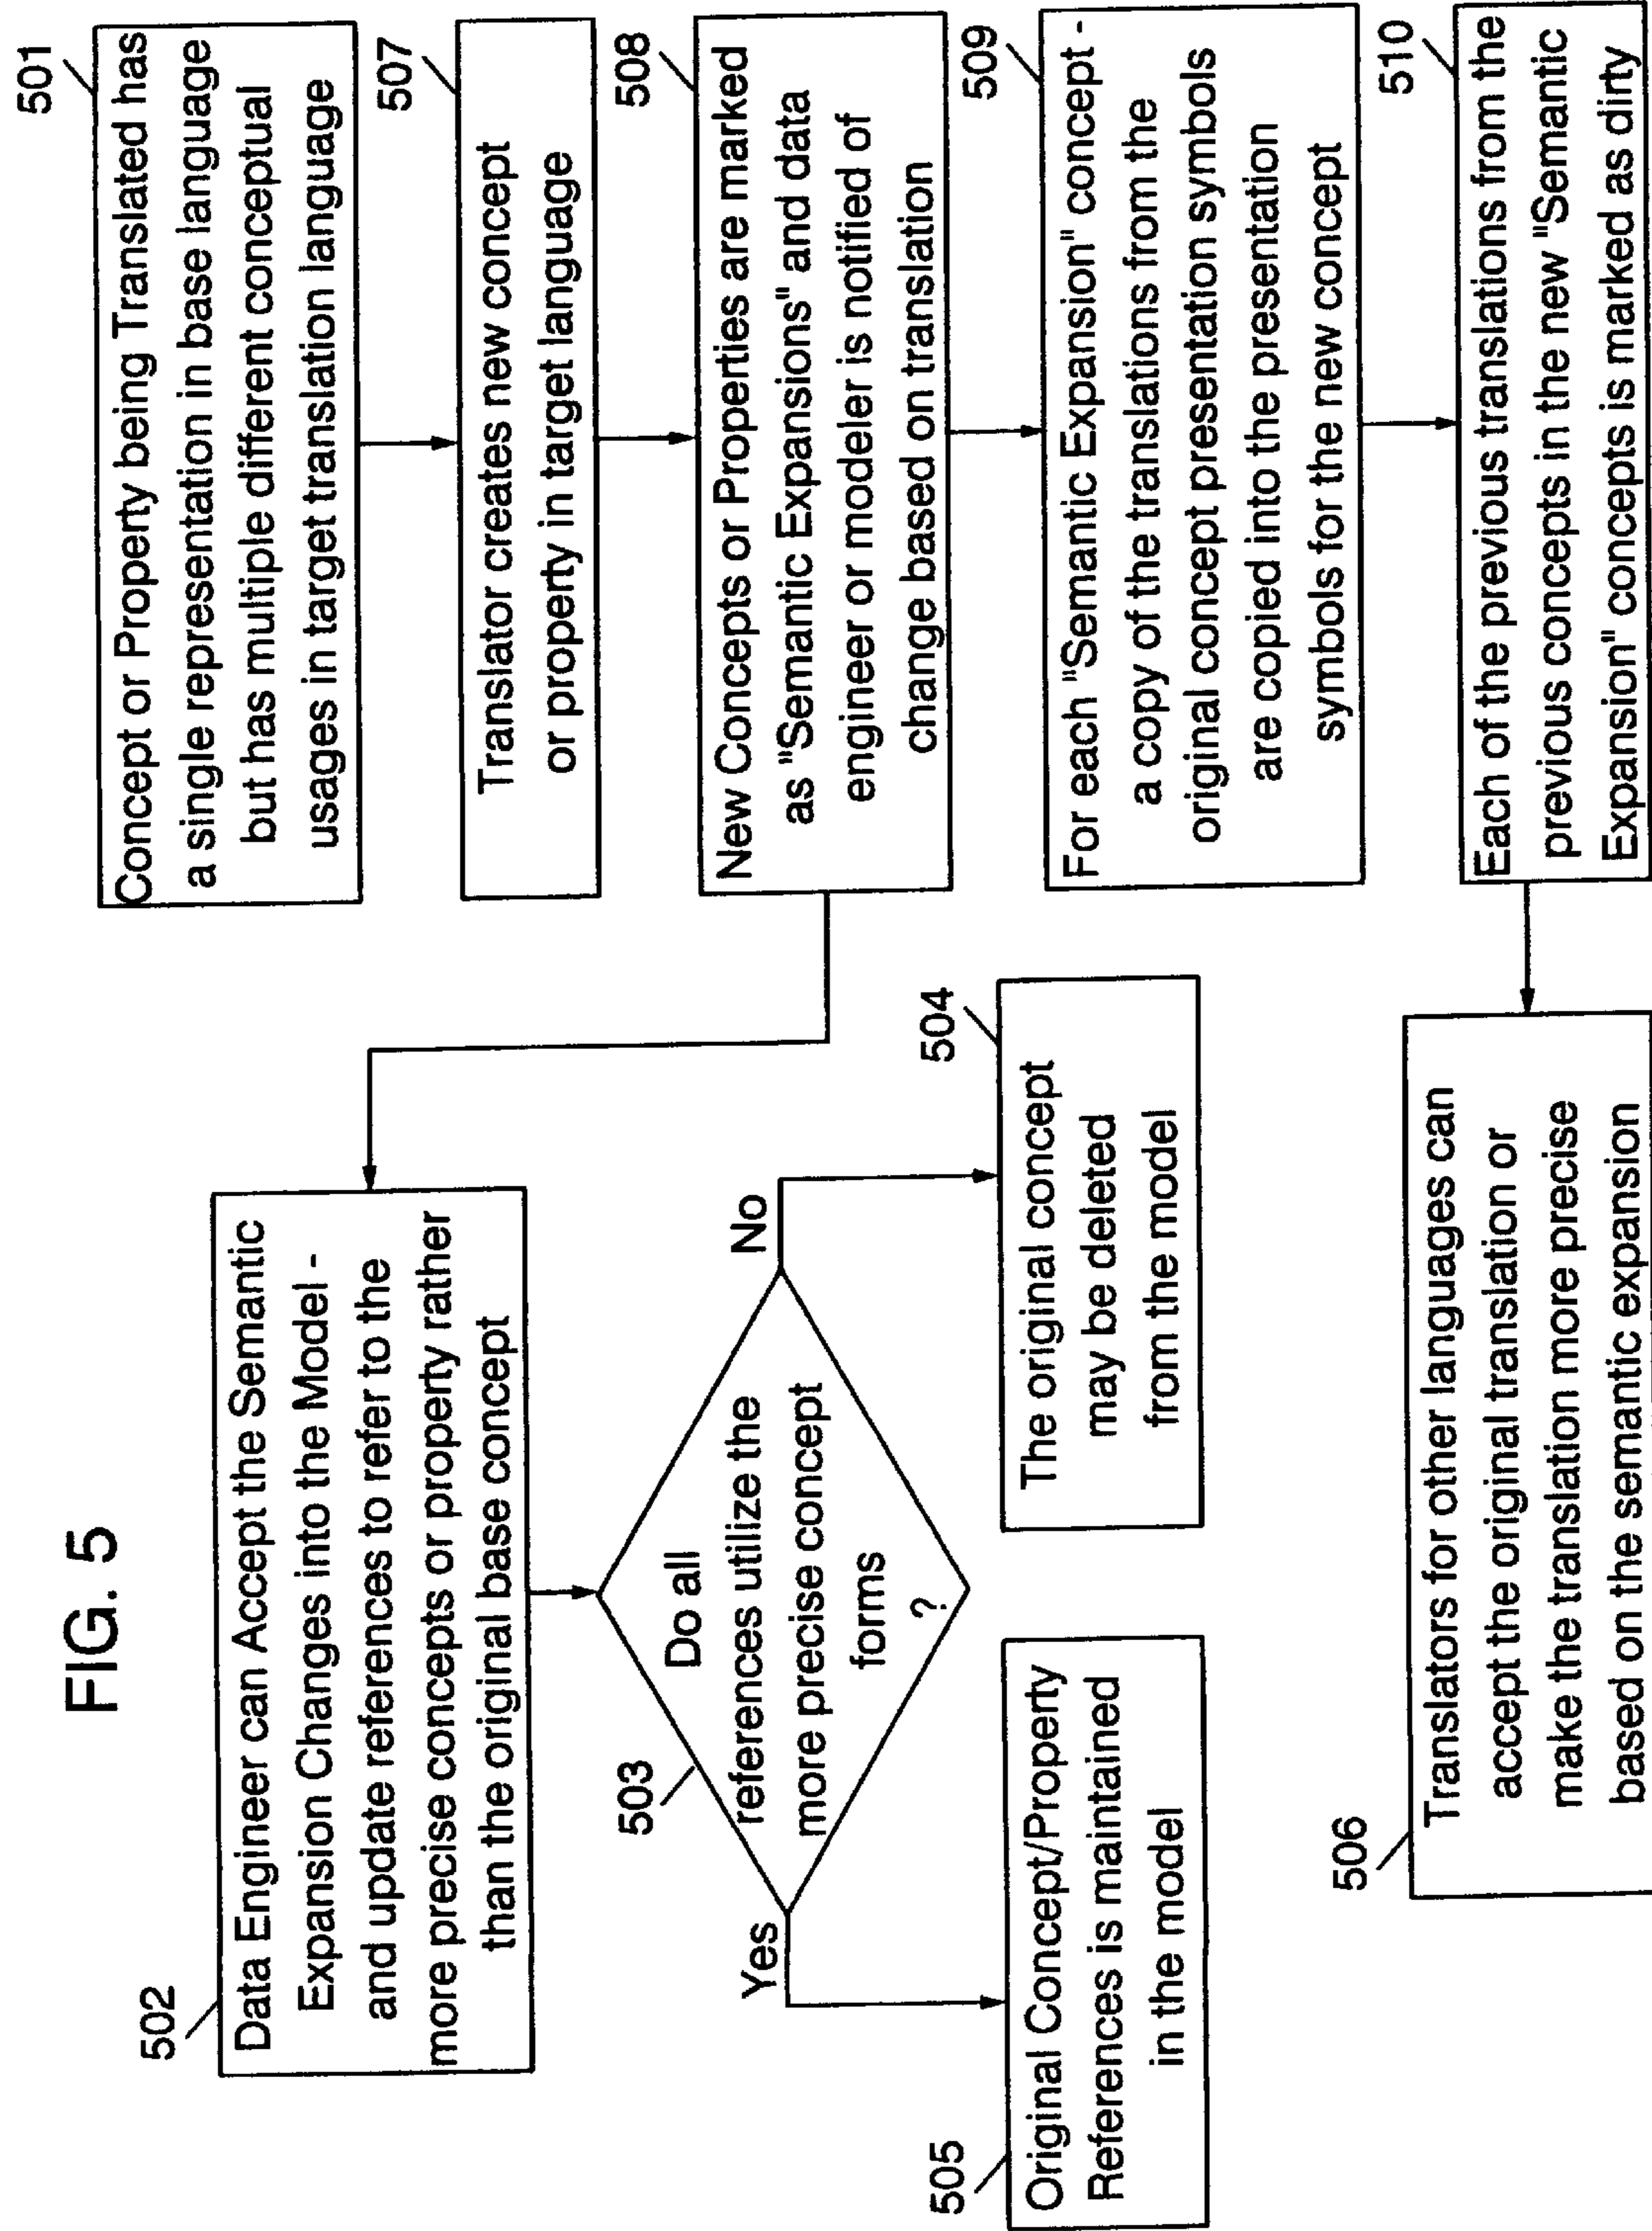 FIG. 5
501
Concept or Property being Translated has
a single representation in base language
but has multiple different conceptual
usages in target translation language
507
Translator creates new concept
or property in target language
508
New Concepts or Properties are marked
as "Semantic Expansions" and data
engineer or modeler is notified of
change based on translation
509
For each "Semantic Expansion" concept -
a copy of the translations from the
original concept presentation symbols
are copied into the presentation
symbols for the new concept
510
Each of the previous translations from the
previous concepts in the new "Semantic
Expansion" concepts is marked as dirty
502
Data Engineer can Accept the Semantic
Expansion Changes into the Model -
and update references to refer to the
more precise concepts or property rather
than the original base concept
503
Do all
references utilize the
more precise concept
forms
?
Yes
No
504
The original concept
may be deleted
from the model
505
Original Concept/Property
References is maintained
in the model
506
Translators for other languages can
accept the original translation or
make the translation more precise
based on the semantic expansion